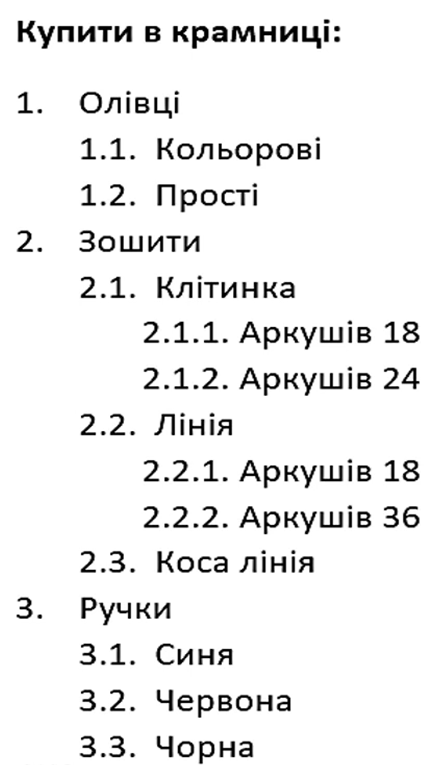 Купити в крамниці:
1. Олівці
1.1. Кольорові
1.2. Прості
2. Зошити
2.1. Клітинка
2.1.1. Аркушів 18
2.1.2. Аркушів 24
2.2. Лінія
2.2.1. Аркушів 18
2.2.2. Аркушів 36
2.3. Коса лінія
3. Ручки
3.1. Синя
3.2. Червона
3.3. Чорна